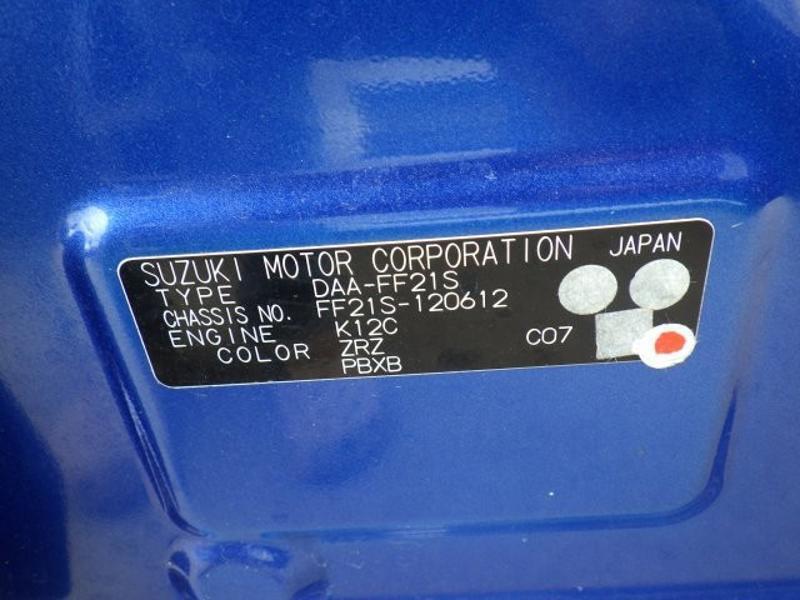 SUZUKI MOTOR CORPORATION JAPAN
TYPE DAA-FF21S
CHASSIS NO. FF21S-120612
ENGINE K12C
COLOR ZRZ C07
PBXB